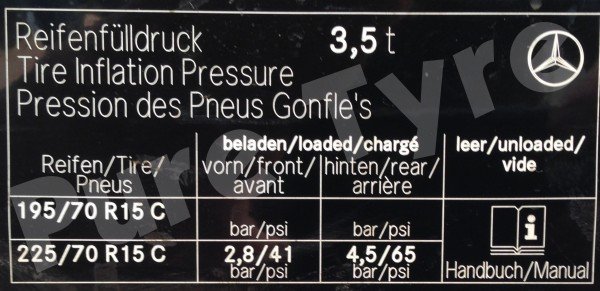 Reifenfülldruck 3,5 t
Tire Inflation Pressure
Pression des Pneus Gonfle's
beladen/loaded/chargé leer/unloaded/
Reifen/Tire/ vorn/front/ hinten/rear/ vide
Pneus avant arrière
195/70 R15 C
bar/psi bar/psi
225/70 R15 C 2,8/41 4,5/65
bar/psi bar/psi Handbuch/Manual
Pure Tyre